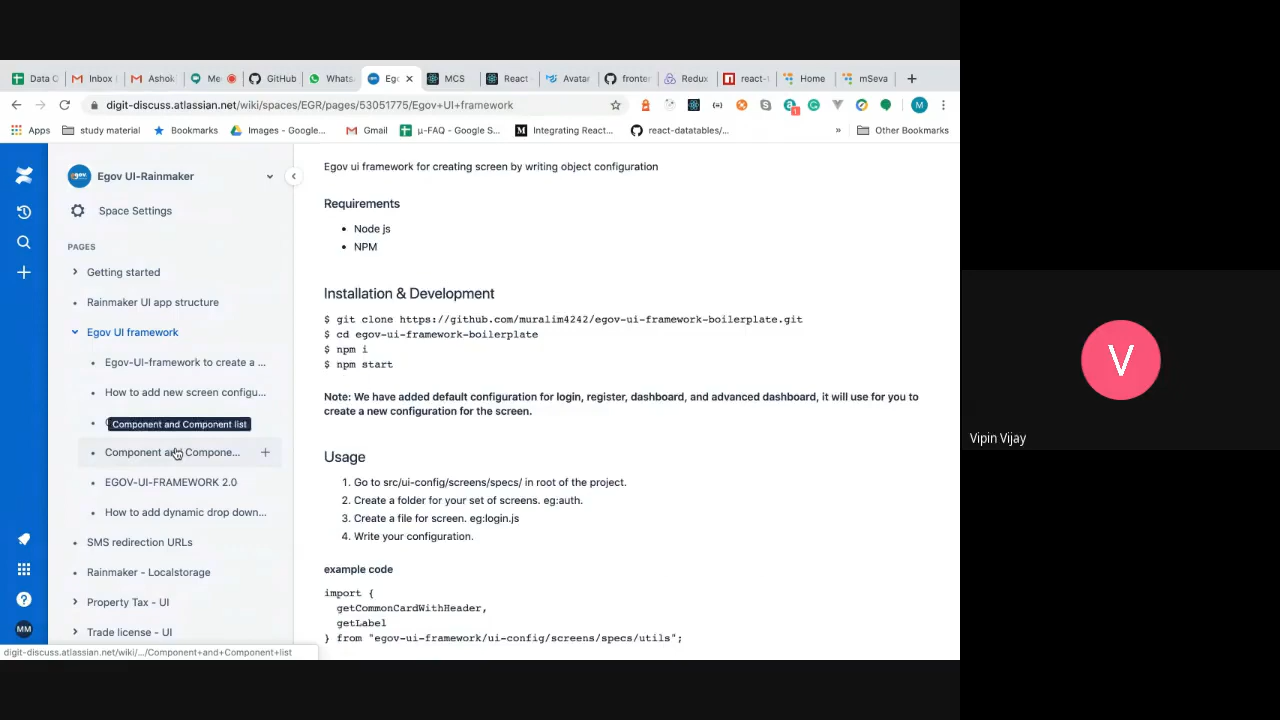 Data C
Inbox
Ashok
Me
GitHub
Whats
Egc
MCS
React
Avatar
fronter
Redux
react-t
Home
mSeva
digit-discuss.atlassian.net/wiki/spaces/EGR/pages/53051775/Egov+UI+framework
M
Apps
study material
Bookmarks
Images - Google...
Gmail
μ-FAQ - Google S...
Integrating React...
react-datatables/...
»
Other Bookmarks
Egov UI-Rainmaker
Space Settings
PAGES
Getting started
Rainmaker UI app structure
Egov UI framework
Egov-UI-framework to create a ...
How to add new screen configu...
Component and Component list
Component and Compone...
EGOV-UI-FRAMEWORK 2.0
How to add dynamic drop down...
SMS redirection URLs
Rainmaker - Localstorage
Property Tax - UI
Trade license - UI
MM
digit-discuss.atlassian.net/wiki/.../Component+and+Component+list
Egov ui framework for creating screen by writing object configuration
Requirements
• Node js
• NPM
Installation & Development
$ git clone https://github.com/muralim4242/egov-ui-framework-boilerplate.git
$ cd egov-ui-framework-boilerplate
$ npm i
$ npm start
Note: We have added default configuration for login, register, dashboard, and advanced dashboard, it will use for you to
create a new configuration for the screen.
Usage
1. Go to src/ui-config/screens/specs/ in root of the project.
2. Create a folder for your set of screens. eg:auth.
3. Create a file for screen. eg:login.js
4. Write your configuration.
example code
import {
getCommonCardWithHeader,
getLabel
} from "egov-ui-framework/ui-config/screens/specs/utils";
V
Vipin Vijay